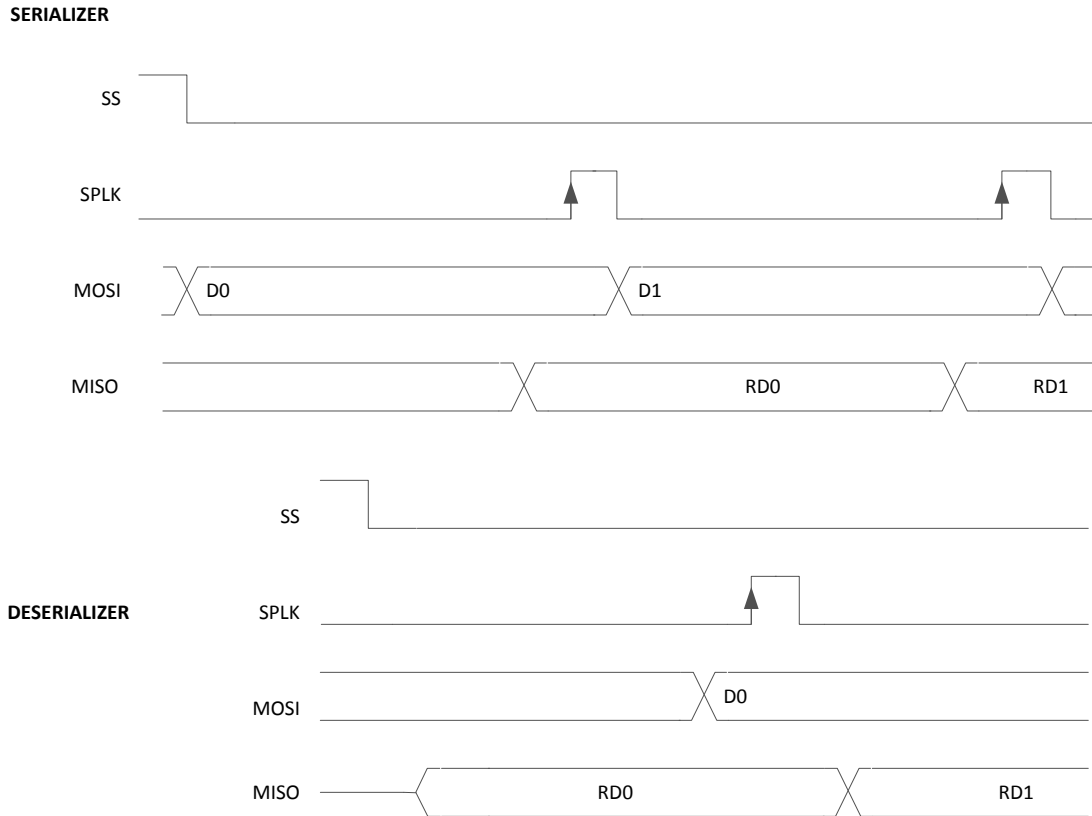 SERIALIZER
SS
SPLK
MOSI D0 D1
MISO RD0 RD1
SS
DESERIALIZER SPLK
MOSI D0
MISO RD0 RD1